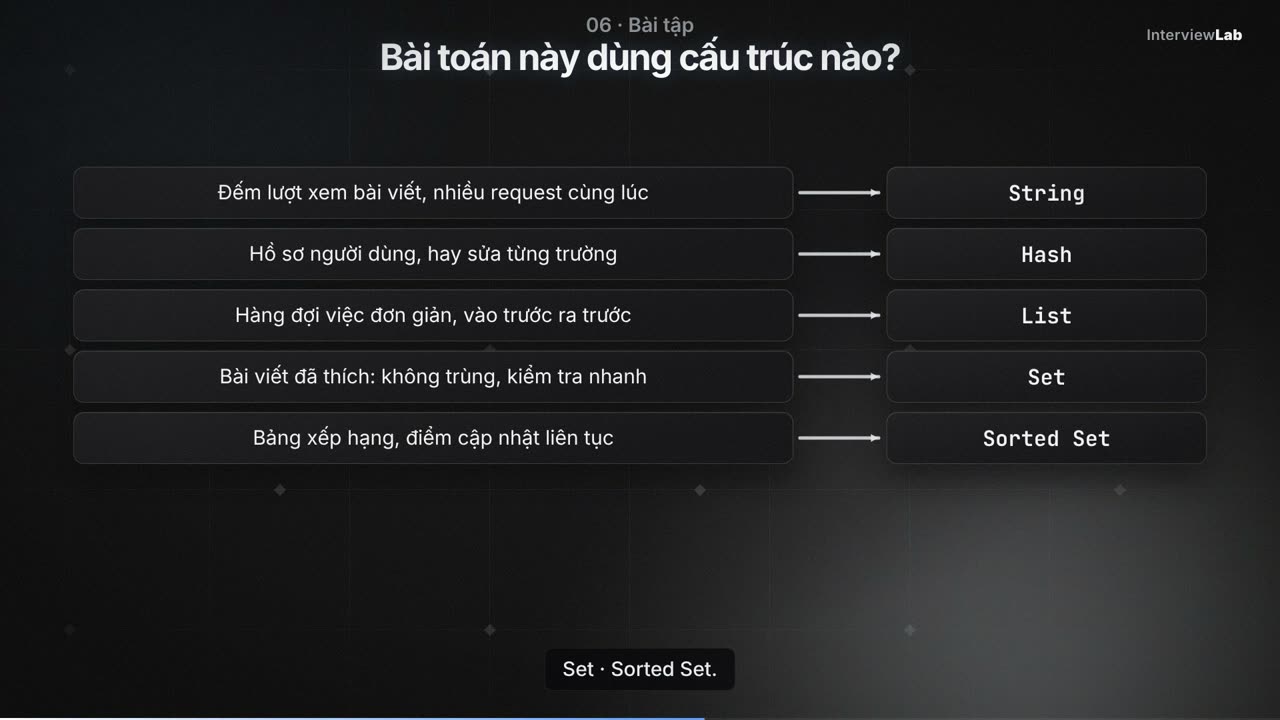 06 · Bài tập
InterviewLab
Bài toán này dùng cấu trúc nào?
Đếm lượt xem bài viết, nhiều request cùng lúc
String
Hồ sơ người dùng, hay sửa từng trường
Hash
Hàng đợi việc đơn giản, vào trước ra trước
List
Bài viết đã thích: không trùng, kiểm tra nhanh
Set
Bảng xếp hạng, điểm cập nhật liên tục
Sorted Set
Set · Sorted Set.